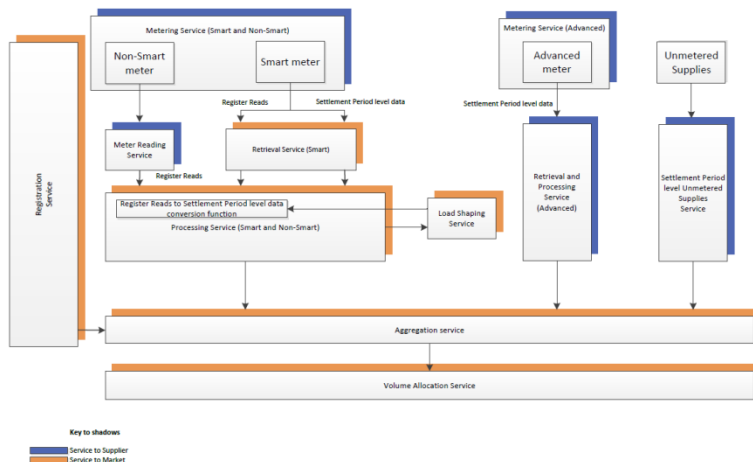 Metering Service (Smart and Non-Smart)
Non-Smart
meter
Smart meter
Metering Service (Advanced)
Advanced
meter
Unmetered
Supplies
Register Reads
Settlement Period level data
Settlement Period level data
Meter Reading
Service
Retrieval Service (Smart)
Register Reads
Registration
Service
Register Reads to Settlement Period level data
conversion function
Processing Service (Smart and Non-Smart)
Load Shaping
Service
Retrieval and
Processing
Service
(Advanced)
Settlement Period
level Unmetered
Supplies
Service
Aggregation service
Volume Allocation Service
Key to shadows
Service to Supplier
Service to Market